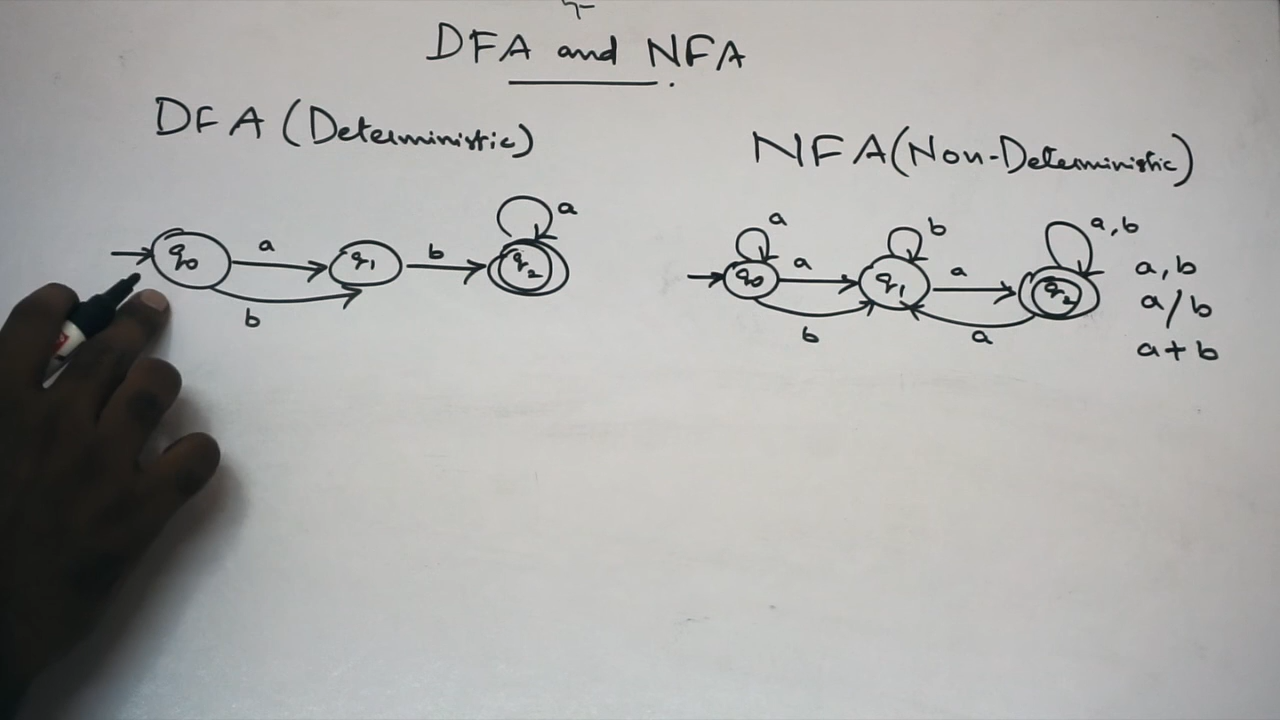 DFA and NFA
DFA (Deterministic)
NFA (Non-Deterministic)
a
q0 a q1 b q2
b
a b a,b
q0 a q1 a q2
b a
a, b
a/b
a+b